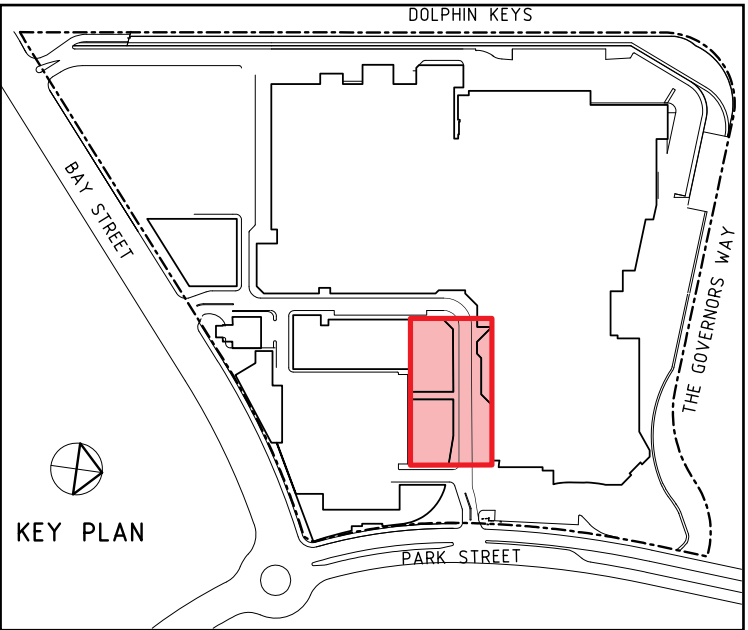 DOLPHIN KEYS
BAY STREET
THE GOVERNORS WAY
KEY PLAN
PARK STREET